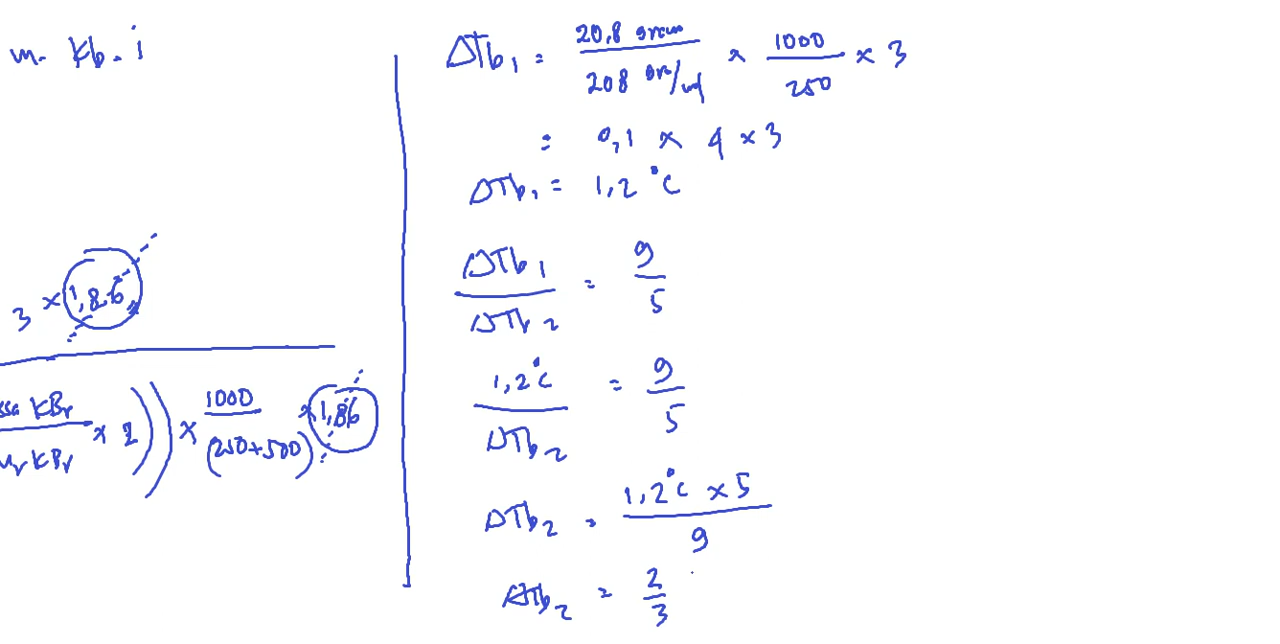 m. Kb. i
3 × 1,86
ssa KBr / Mr KBr × 2 )) × 1000 / (250+500) × 1,86
ΔTb₁ = 20,8 gram / 208 gr/mol × 1000 / 250 × 3
= 0,1 × 4 × 3
ΔTb₁ = 1,2 °C
ΔTb₁ / ΔTb₂ = 9 / 5
1,2°C / ΔTb₂ = 9 / 5
ΔTb₂ = 1,2°C × 5 / 9
ΔTb₂ = 2 / 3